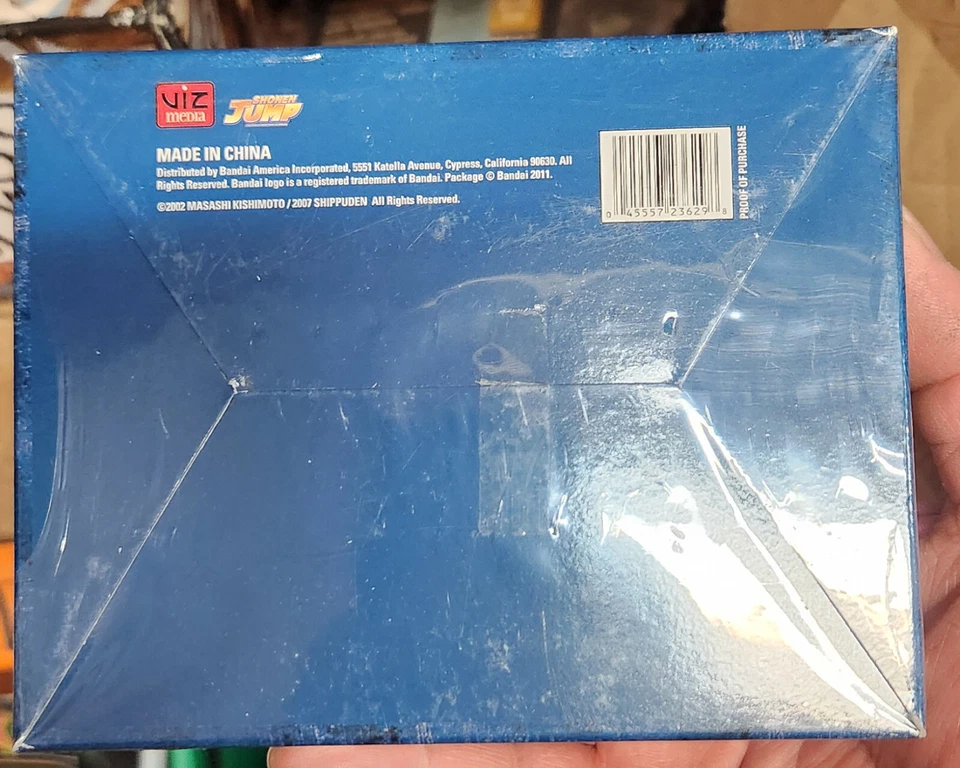 VIZ
MEDIA
SHONEN
JUMP
MADE IN CHINA
Distributed by Bandai America Incorporated, 5551 Katella Avenue, Cypress, California 90630. All
Rights Reserved. Bandai logo is a registered trademark of Bandai. Package © Bandai 2011.
©2002 MASASHI KISHIMOTO / 2007 SHIPPUDEN All Rights Reserved.
0 45557 23629 8
PROOF OF PURCHASE